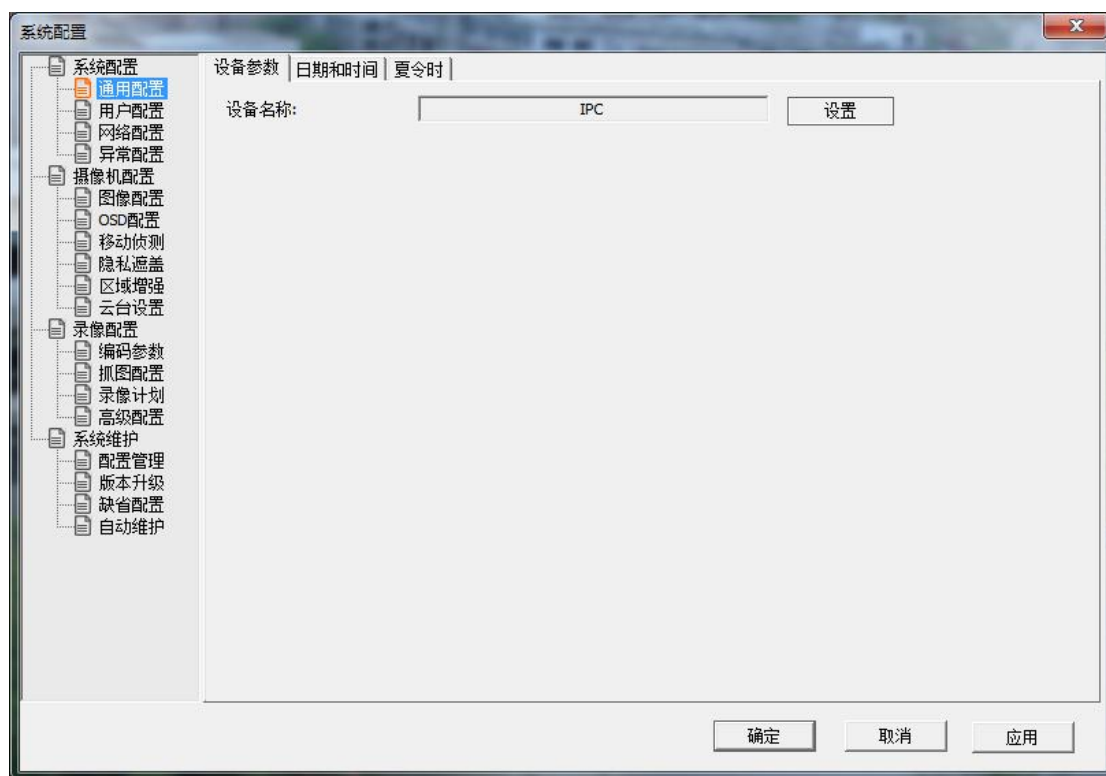 系统配置
系统配置
通用配置
用户配置
网络配置
异常配置
摄像机配置
图像配置
OSD配置
移动侦测
隐私遮盖
区域增强
云台设置
录像配置
编码参数
抓图配置
录像计划
高级配置
系统维护
配置管理
版本升级
缺省配置
自动维护
设备参数 日期和时间 夏令时
设备名称: IPC 设置
确定 取消 应用